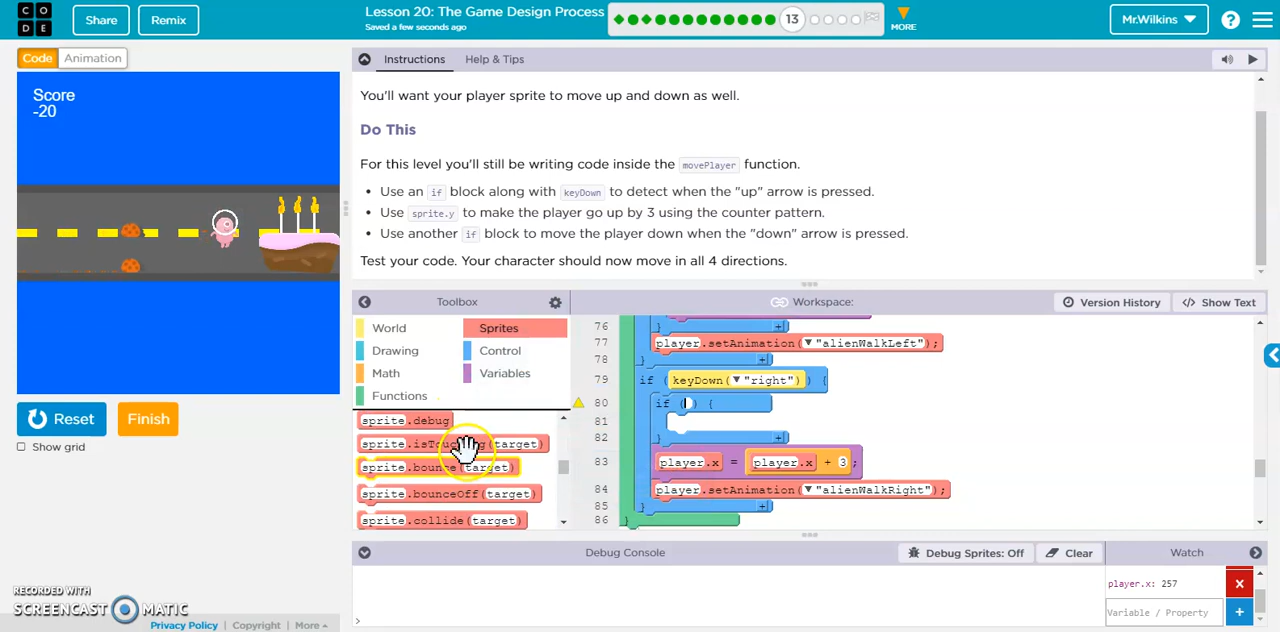 CO
DE
Share
Remix
Lesson 20: The Game Design Process
Saved a few seconds ago
13
MORE
Mr.Wilkins
?
Code
Animation
Instructions
Help & Tips
Score
-20
You'll want your player sprite to move up and down as well.
Do This
For this level you'll still be writing code inside the movePlayer function.
• Use an if block along with keyDown to detect when the "up" arrow is pressed.
• Use sprite.y to make the player go up by 3 using the counter pattern.
• Use another if block to move the player down when the "down" arrow is pressed.
Test your code. Your character should now move in all 4 directions.
Toolbox
Workspace:
Version History
</> Show Text
World
Sprites
Drawing
Control
Math
Variables
Functions
sprite.debug
sprite.bounce(target)
sprite.bounceOff(target)
sprite.collide(target)
76 }
77 player.setAnimation(▼"alienWalkLeft");
78 }
79 if (keyDown(▼"right")) {
80 if () {
81
82 }
83 player.x = player.x + 3;
84 player.setAnimation(▼"alienWalkRight");
85 }
86 }
Reset
Finish
Show grid
Debug Console
Debug Sprites: Off
Clear
Watch
player.x: 257
Variable / Property
>
RECORDED WITH
SCREENCAST MATIC
Privacy Policy | Copyright | More